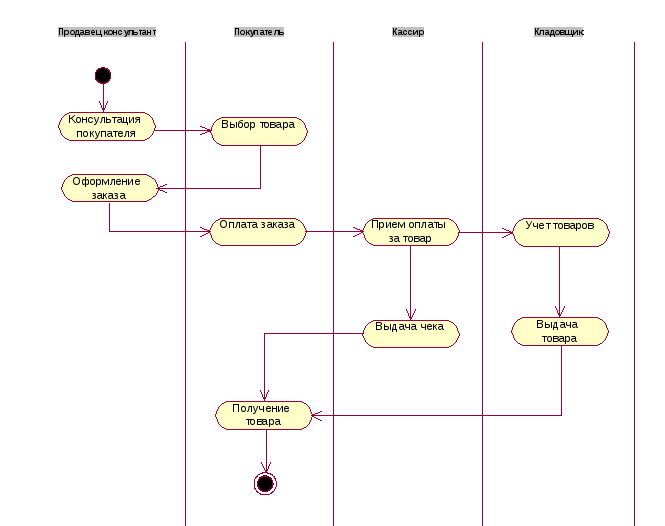 Продавец консультант
Покупатель
Кассир
Кладовщик
Консультация
покупателя
Выбор товара
Оформление
заказа
Оплата заказа
Прием оплаты
за товар
Учет товаров
Выдача чека
Выдача
товара
Получение
товара